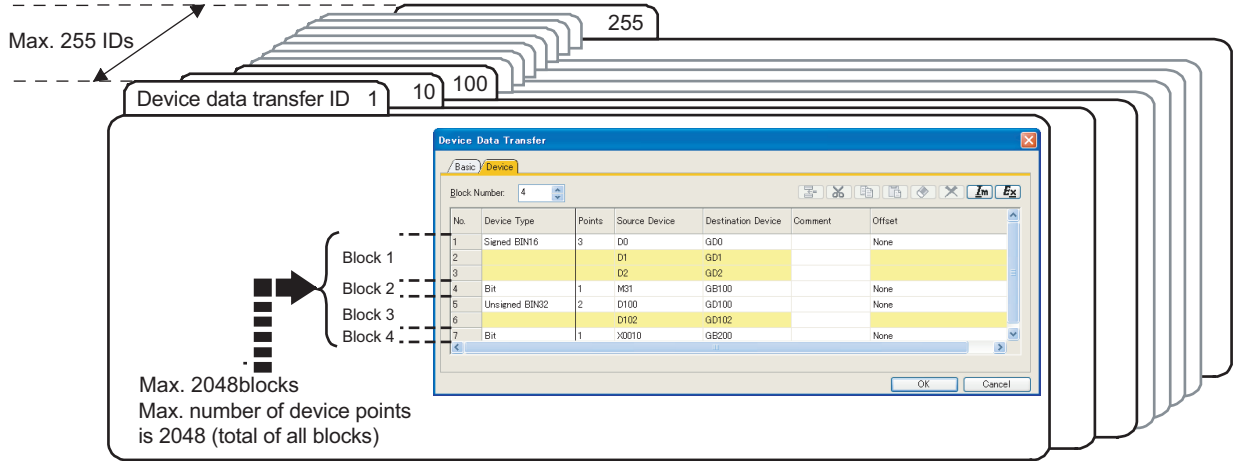 255
Max. 255 IDs
100
10
Device data transfer ID 1
Device Data Transfer
Basic Device
Block Number: 4 Im Ex
No. Device Type Points Source Device Destination Device Comment Offset
1 Signed BIN16 3 D0 GD0 None
2 D1 GD1
3 D2 GD2
4 Bit 1 M31 GB100 None
5 Unsigned BIN32 2 D100 GD100 None
6 D102 GD102
7 Bit 1 X0010 GB200 None
Block 1
Block 2
Block 3
Block 4
OK Cancel
Max. 2048blocks
Max. number of device points
is 2048 (total of all blocks)